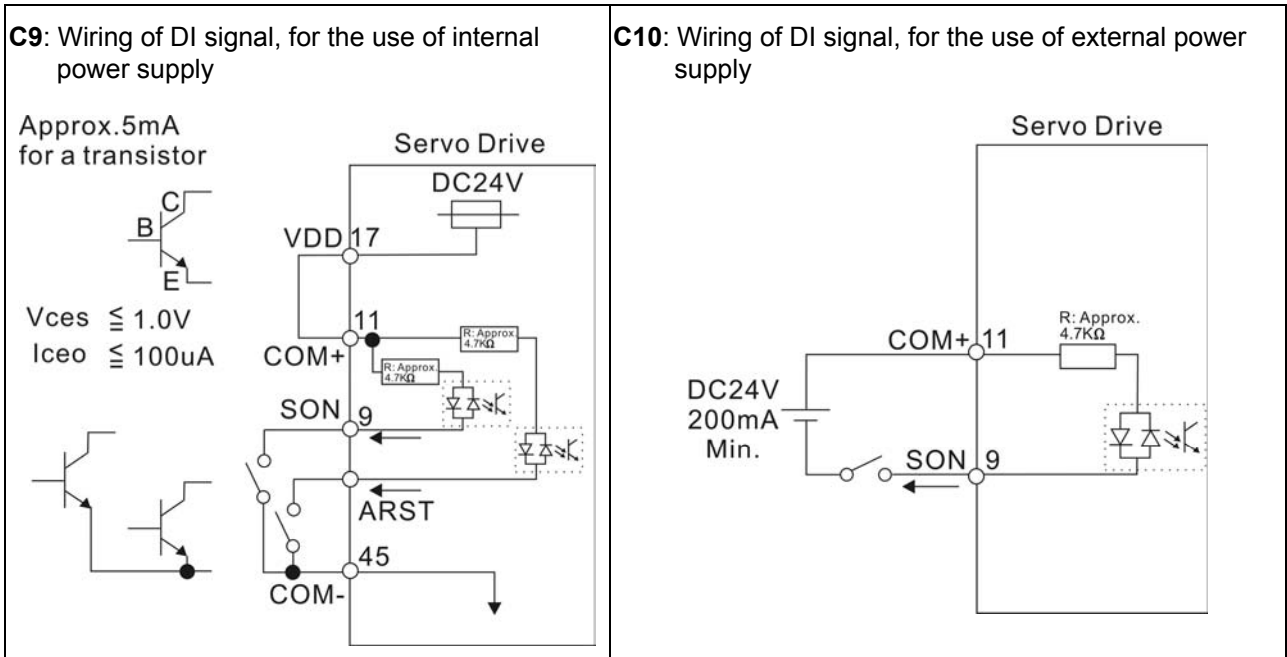 C9: Wiring of DI signal, for the use of internal
power supply
Approx.5mA
for a transistor
C
B
E
Vces ≦ 1.0V
Iceo ≦ 100uA
Servo Drive
DC24V
VDD 17
11
COM+
R: Approx.
4.7KΩ
R: Approx.
4.7KΩ
SON 9
ARST
45
COM-
C10: Wiring of DI signal, for the use of external power
supply
Servo Drive
R: Approx.
4.7KΩ
COM+ 11
DC24V
200mA
Min.
SON 9